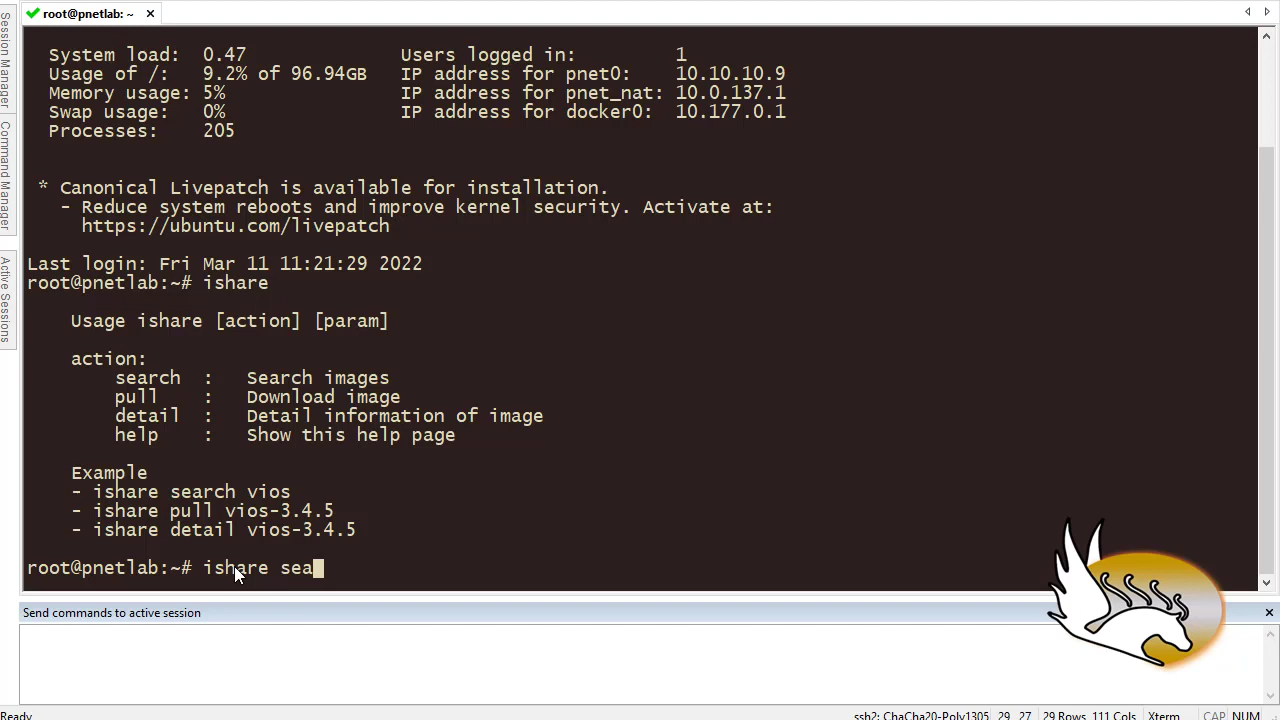 root@pnetlab: ~
Session Manager
Command Manager
Active Sessions
System load: 0.47 Users logged in: 1
Usage of /: 9.2% of 96.94GB IP address for pnet0: 10.10.10.9
Memory usage: 5% IP address for pnet_nat: 10.0.137.1
Swap usage: 0% IP address for docker0: 10.177.0.1
Processes: 205
* Canonical Livepatch is available for installation.
- Reduce system reboots and improve kernel security. Activate at:
https://ubuntu.com/livepatch
Last login: Fri Mar 11 11:21:29 2022
root@pnetlab:~# ishare
Usage ishare [action] [param]
action:
search : Search images
pull : Download image
detail : Detail information of image
help : Show this help page
Example
- ishare search vios
- ishare pull vios-3.4.5
- ishare detail vios-3.4.5
root@pnetlab:~# ishare sea
Send commands to active session
Ready ssh2: ChaCha20-Poly1305 29, 27 29 Rows, 111 Cols Xterm CAP NUM